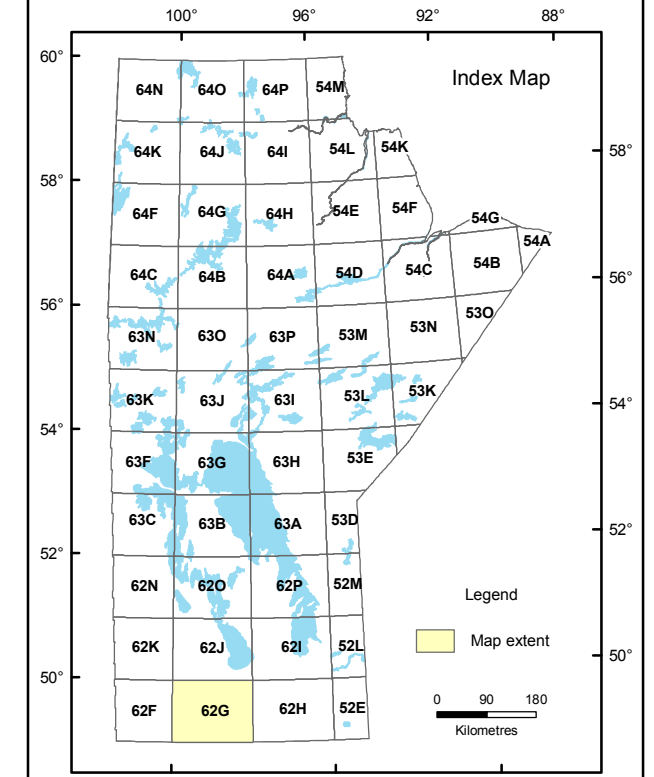 100° 96° 92° 88°
60°
Index Map
64N 64O 64P 54M
64K 64J 64I 54L 54K
58°
58°
64F 64G 64H 54E 54F 54G
54A
64C 64B 64A 54D 54C 54B
56°
56°
63N 63O 63P 53M 53N 53O
63K 63J 63I 53L 53K
54°
54°
63F 63G 63H 53E
63C 63B 63A 53D
52°
52°
62N 62O 62P 52M
Legend
62K 62J 62I 52L
Map extent
50°
50°
62F 62G 62H 52E
0 90 180
Kilometres